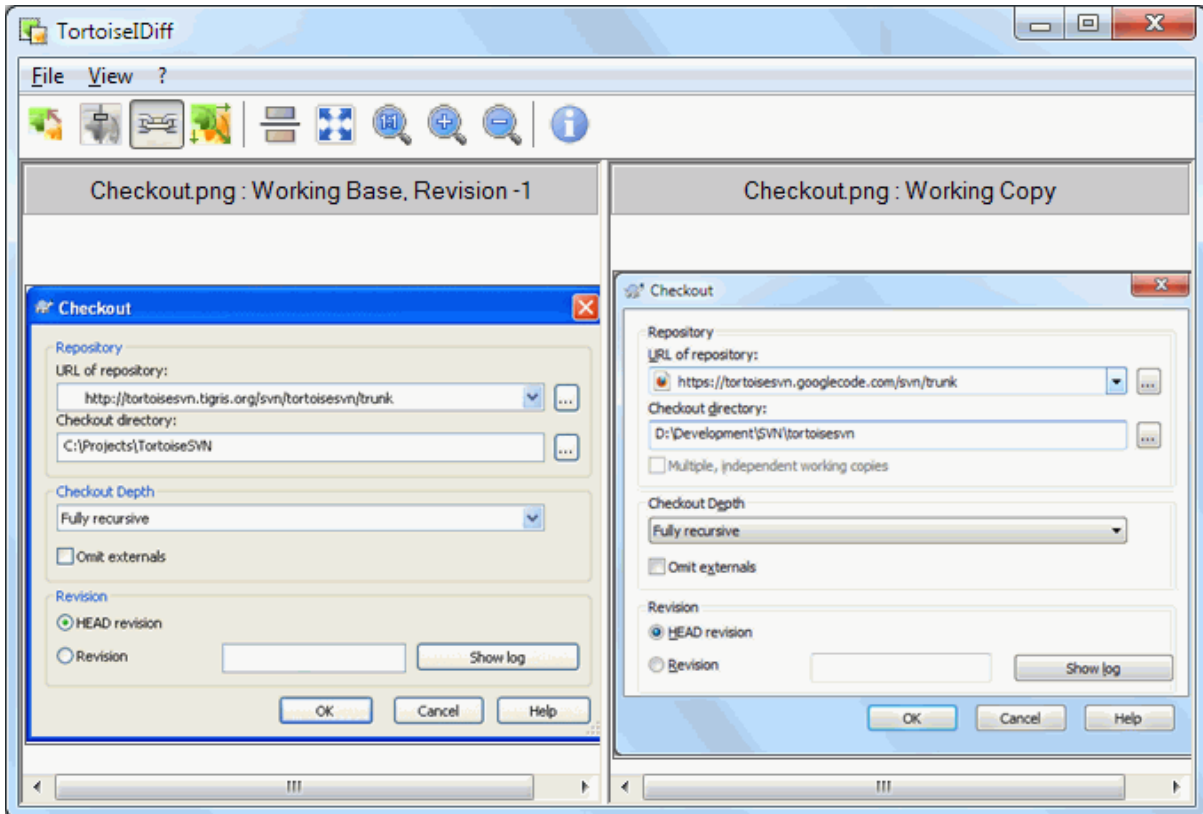 TortoiseIDiff
File View ?
1:1
Checkout.png : Working Base, Revision -1
Checkout
Repository
URL of repository:
http://tortoisesvn.tigris.org/svn/tortoisesvn/trunk
...
Checkout directory:
C:\Projects\TortoiseSVN
...
Checkout Depth
Fully recursive
Omit externals
Revision
HEAD revision
Revision
Show log
OK Cancel Help
Checkout.png : Working Copy
Checkout
Repository
URL of repository:
https://tortoisesvn.googlecode.com/svn/trunk
...
Checkout directory:
D:\Development\SVN\tortoisesvn
...
Multiple, independent working copies
Checkout Depth
Fully recursive
Omit externals
Revision
HEAD revision
Revision
Show log
OK Cancel Help